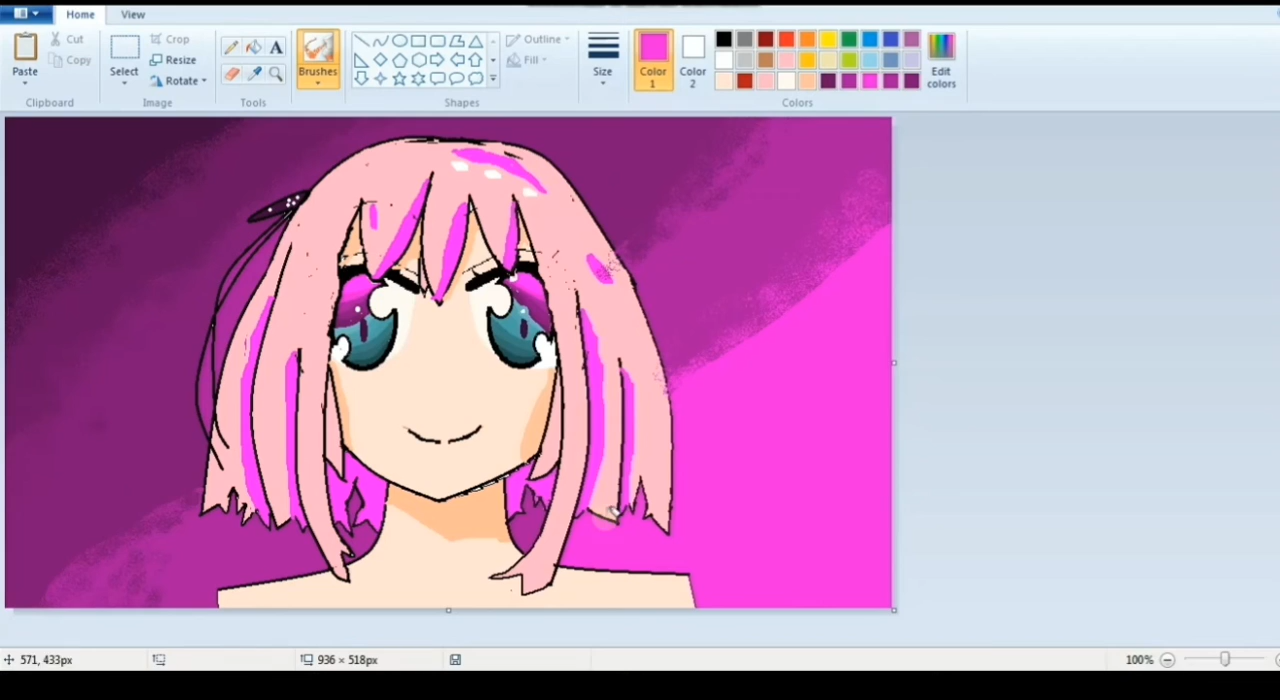 Home View
Paste
Cut
Copy
Clipboard
Select
Crop
Resize
Rotate
Image
A
Tools
Brushes
Outline
Fill
Shapes
Size
Color 1
Color 2
Edit colors
Colors
571, 433px
936 × 518px
100%